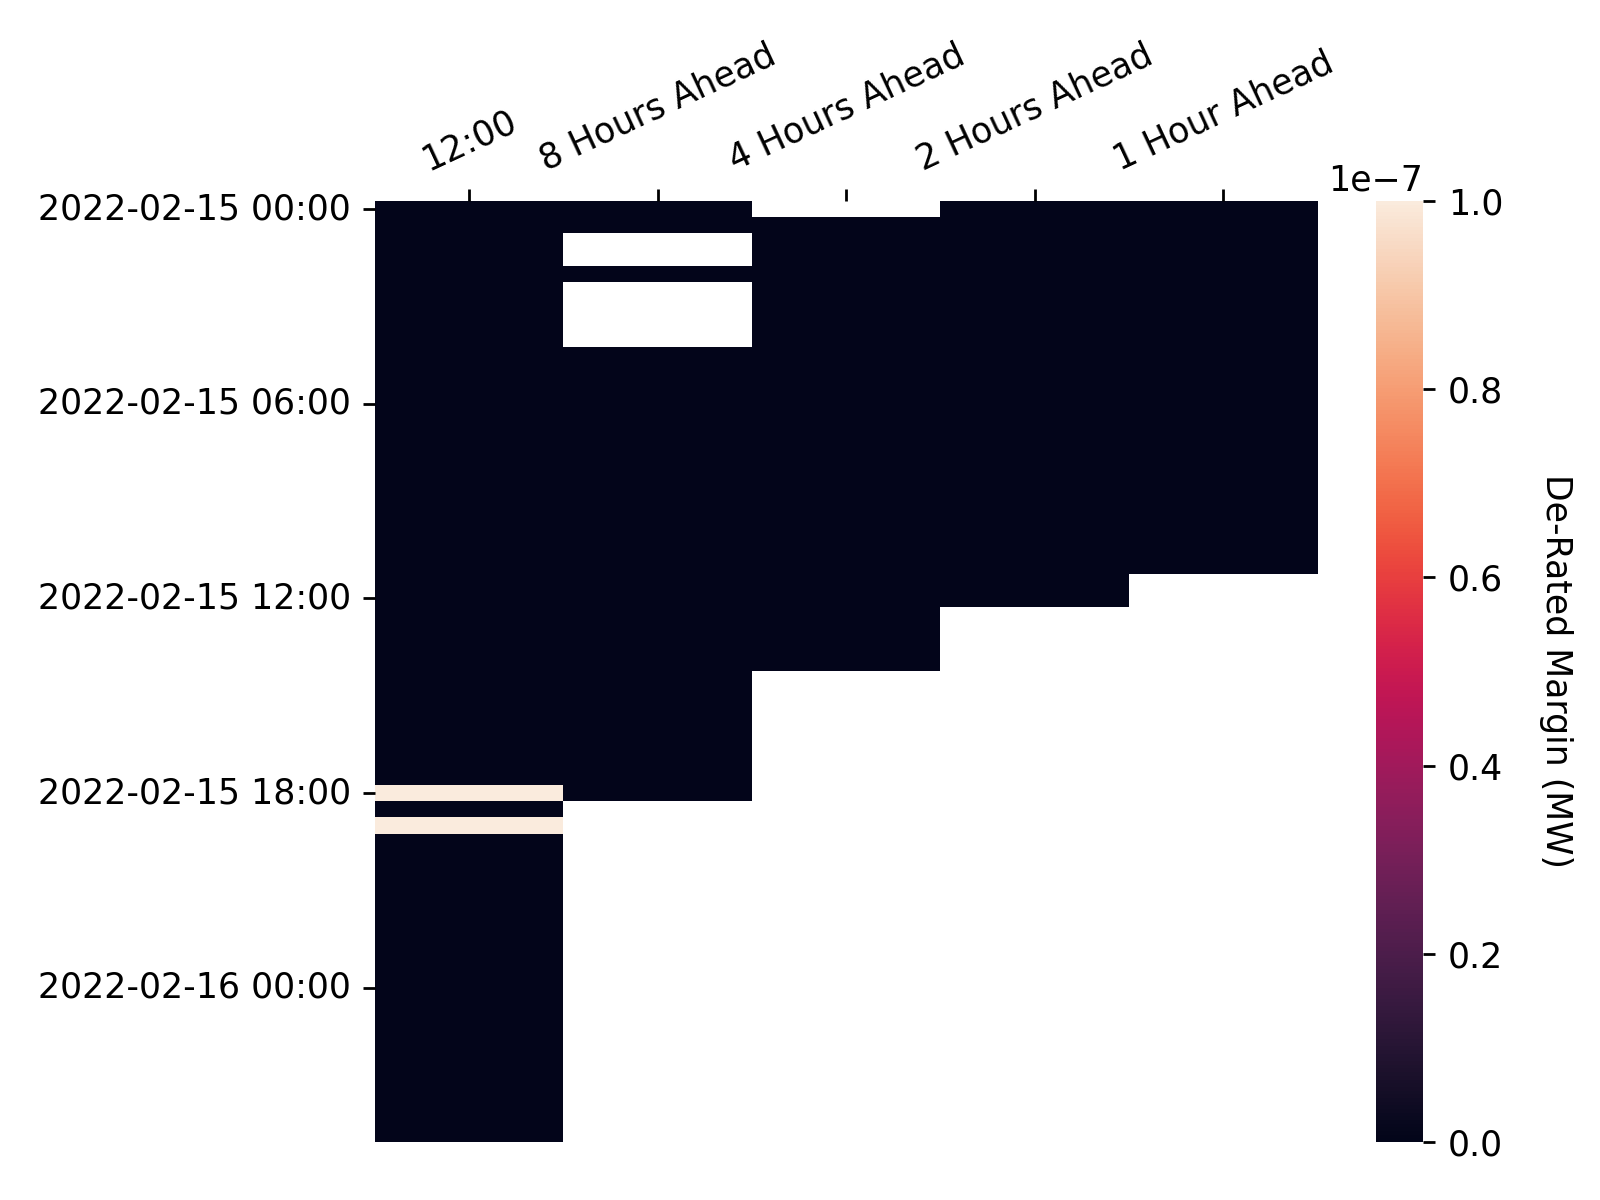 12:00
8 Hours Ahead
4 Hours Ahead
2 Hours Ahead
1 Hour Ahead
1e−7
2022-02-15 00:00
2022-02-15 06:00
2022-02-15 12:00
2022-02-15 18:00
2022-02-16 00:00
1.0
0.8
0.6
0.4
0.2
0.0
De-Rated Margin (MW)